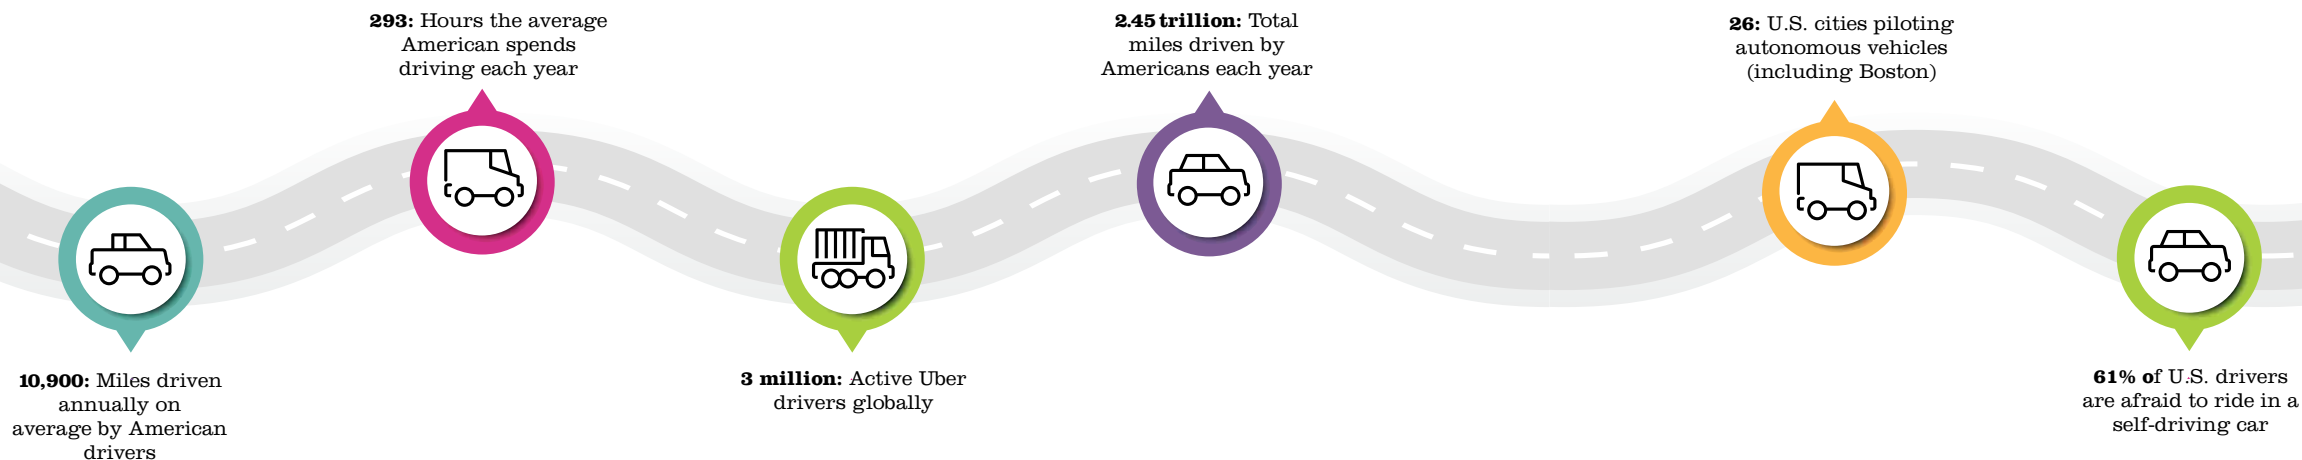 10,900: Miles driven
annually on
average by American
drivers
293: Hours the average
American spends
driving each year
3 million: Active Uber
drivers globally
2.45 trillion: Total
miles driven by
Americans each year
26: U.S. cities piloting
autonomous vehicles
(including Boston)
61% of U.S. drivers
are afraid to ride in a
self-driving car